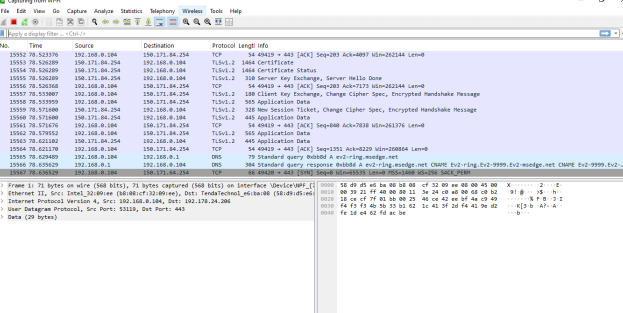 Capturing from Wi-Fi
File Edit View Go Capture Analyze Statistics Telephony Wireless Tools Help
Apply a display filter ... <Ctrl-/>
No. Time Source Destination Protocol Length Info
15552 78.523376 192.168.0.104 150.171.84.254 TCP 54 49419 → 443 [ACK] Seq=203 Ack=4097 Win=262144 Len=0
15553 78.526289 150.171.84.254 192.168.0.104 TLSv1.2 1464 Certificate
15554 78.526289 150.171.84.254 192.168.0.104 TLSv1.2 1464 Certificate Status
15555 78.526289 150.171.84.254 192.168.0.104 TLSv1.2 310 Server Key Exchange, Server Hello Done
15556 78.526368 192.168.0.104 150.171.84.254 TCP 54 49419 → 443 [ACK] Seq=203 Ack=7173 Win=262144 Len=0
15557 78.533007 192.168.0.104 150.171.84.254 TLSv1.2 180 Client Key Exchange, Change Cipher Spec, Encrypted Handshake Message
15558 78.533959 192.168.0.104 150.171.84.254 TLSv1.2 565 Application Data
15559 78.571600 150.171.84.254 192.168.0.104 TLSv1.2 328 New Session Ticket, Change Cipher Spec, Encrypted Handshake Message
15560 78.571600 150.171.84.254 192.168.0.104 TLSv1.2 445 Application Data
15561 78.571668 192.168.0.104 150.171.84.254 TCP 54 49419 → 443 [ACK] Seq=840 Ack=7838 Win=261376 Len=0
15562 78.579552 192.168.0.104 150.171.84.254 TLSv1.2 565 Application Data
15563 78.621102 150.171.84.254 192.168.0.104 TLSv1.2 445 Application Data
15564 78.621170 192.168.0.104 150.171.84.254 TCP 54 49419 → 443 [ACK] Seq=1351 Ack=8229 Win=260864 Len=0
15565 78.629489 192.168.0.104 192.168.0.1 DNS 79 Standard query 0xbb8d A ev2-ring.msedge.net
15566 78.635629 192.168.0.1 192.168.0.104 DNS 304 Standard query response 0xbb8d A ev2-ring.msedge.net CNAME Ev2-ring.Ev2-9999.Ev2-msedge.net CNAME Ev2-9999.Ev2-
15567 78.636529 192.168.0.104 150.171.84.254 TCP 66 49420 → 443 [SYN] Seq=0 Win=65535 Len=0 MSS=1460 WS=256 SACK_PERM
Frame 1: 71 bytes on wire (568 bits), 71 bytes captured (568 bits) on interface \Device\NPF_{
Ethernet II, Src: Intel_32:09:ee (b8:08:cf:32:09:ee), Dst: TendaTechnol_e6:ba:08 (58:d9:d5:e6:
Internet Protocol Version 4, Src: 192.168.0.104, Dst: 192.178.24.206
User Datagram Protocol, Src Port: 53119, Dst Port: 443
Data (29 bytes)
0000 58 d9 d5 e6 ba 08 b8 08 cf 32 09 ee 08 00 45 00
0010 00 39 21 ff 40 00 80 11 3e 24 c0 a8 00 68 c0 b2
0020 18 ce cf 7f 01 bb 00 25 46 ce 42 ee bf 4a c9 49
0030 f4 f3 f3 4b 5b 33 b1 62 1c 41 3f 2d f4 41 9e d2
0040 fe 1d e4 62 fd ac be